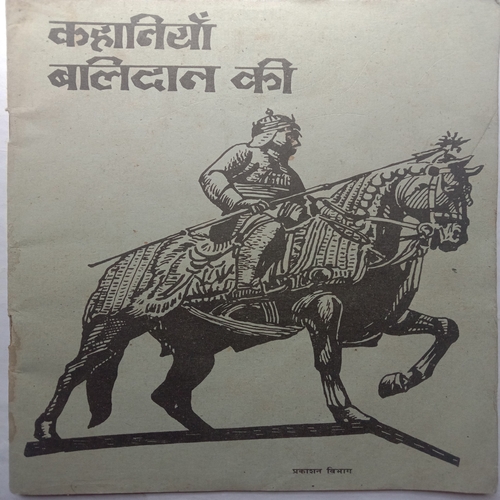 कहानियाँ
बलिदान की
प्रकाशन विभाग